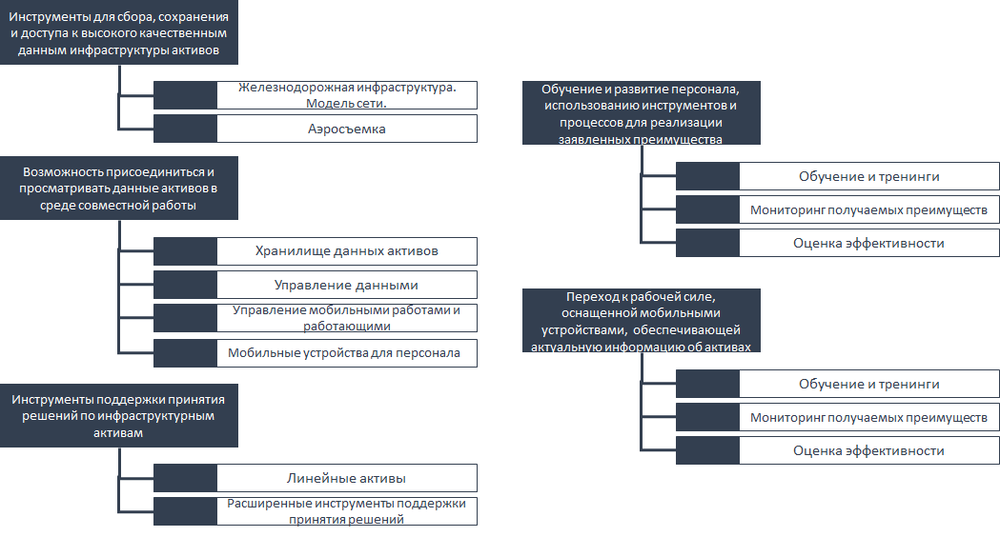 Инструменты для сбора, сохранения
и доступа к высокого качественным
данным инфраструктуры активов
Железнодорожная инфраструктура.
Модель сети.
Аэросъемка
Возможность присоединиться и
просматривать данные активов в
среде совместной работы
Хранилище данных активов
Управление данными
Управление мобильными работами и
работающими
Мобильные устройства для персонала
Инструменты поддержки принятия
решений по инфраструктурным
активам
Линейные активы
Расширенные инструменты поддержки
принятия решений
Обучение и развитие персонала,
использованию инструментов и
процессов для реализации
заявленных преимущества
Обучение и тренинги
Мониторинг получаемых преимуществ
Оценка эффективности
Переход к рабочей силе,
оснащенной мобильными
устройствами, обеспечивающей
актуальную информацию об активах
Обучение и тренинги
Мониторинг получаемых преимуществ
Оценка эффективности